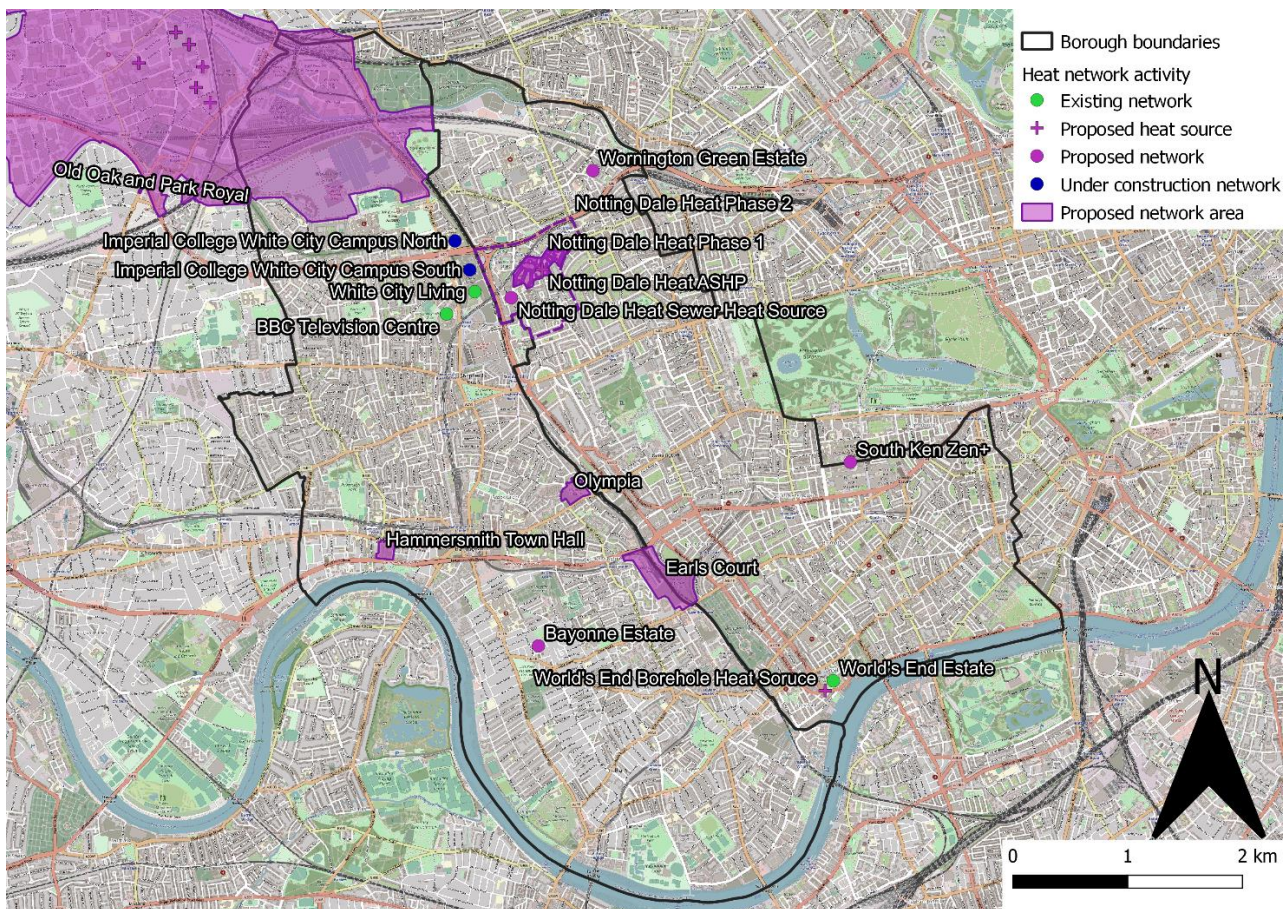 Borough boundaries
Heat network activity
Existing network
Proposed heat source
Proposed network
Under construction network
Proposed network area
Wornington Green Estate
Old Oak and Park Royal
Notting Dale Heat Phase 2
Imperial College White City Campus North
Notting Dale Heat Phase 1
Imperial College White City Campus South
Notting Dale Heat ASHP
White City Living
Notting Dale Heat Sewer Heat Source
BBC Television Centre
South Ken Zen+
Olympia
Hammersmith Town Hall
Earls Court
Bayonne Estate
World's End Borehole Heat Soruce
World's End Estate
N
0 1 2 km